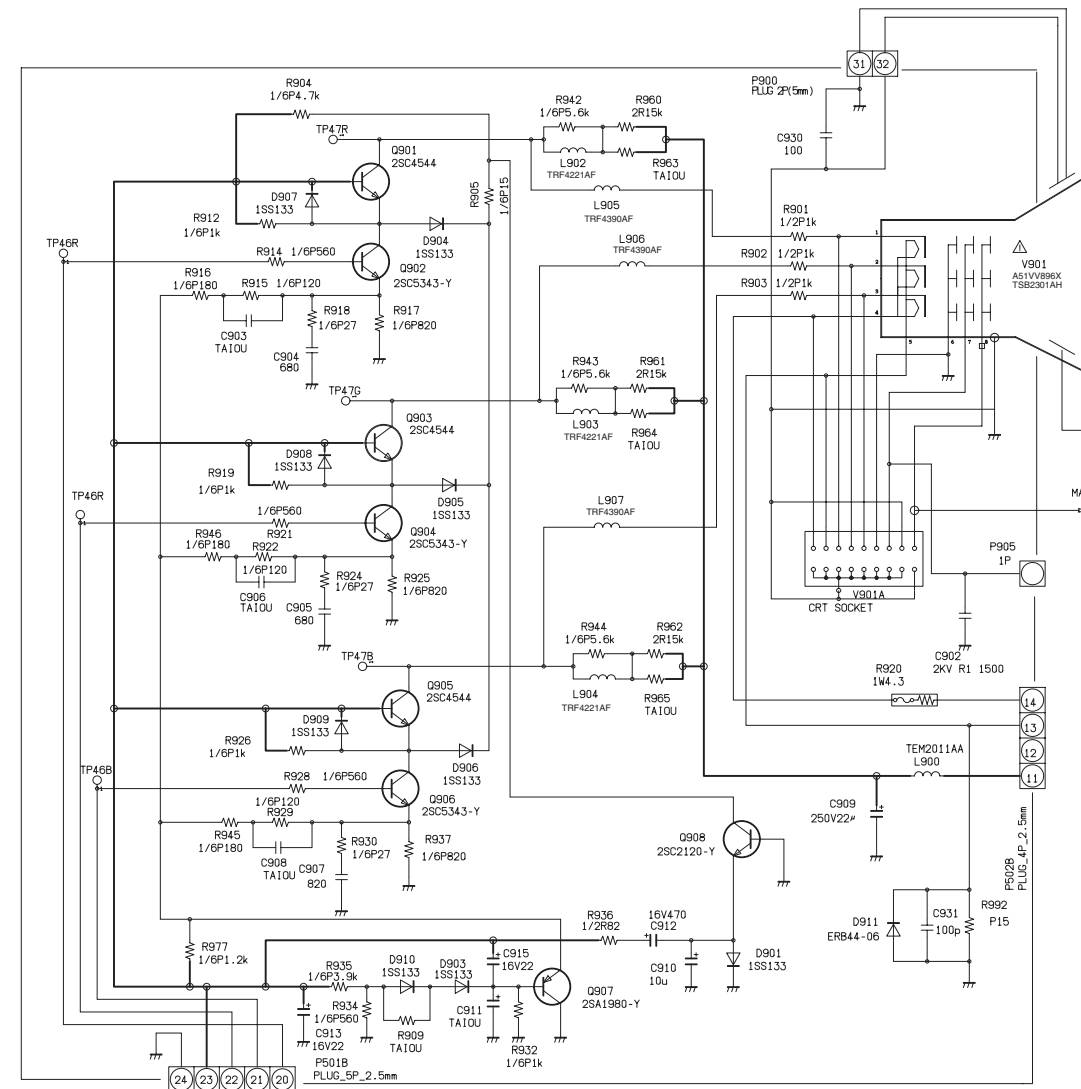 31 32
P900
PLUG 2P(5mm)
R904
1/6P4.7k
TP47R
Q901
2SC4544
R942
1/6P5.6k
R960
2R15k
C930
100
L902
TRF4221AF
R963
TAIOU
D907
1SS133
R905
1/6P15
L905
TRF4390AF
R912
1/6P1k
D904
1SS133
R901
1/2P1k
TP46R
R914 1/6P560
Q902
2SC5343-Y
L906
TRF4390AF
R902 1/2P1k
V901
A51VV896X
TSB2301AH
R916
1/6P180
R915 1/6P120
R903 1/2P1k
1
2
3
4
5
6
7
8
C903
TAIOU
R918
1/6P27
R917
1/6P820
C904
680
R943
1/6P5.6k
R961
2R15k
TP47G
Q903
2SC4544
L903
TRF4221AF
R964
TAIOU
D908
1SS133
R919
1/6P1k
D905
1SS133
TP46R
1/6P560
R921
Q904
2SC5343-Y
L907
TRF4390AF
MA
R946
1/6P180
R922
1/6P120
C906
TAIOU
R924
1/6P27
R925
1/6P820
C905
680
P905
1P
V901A
CRT SOCKET
R944
1/6P5.6k
R962
2R15k
TP47B
C902
2KV R1 1500
R920
1W4.3
Q905
2SC4544
L904
TRF4221AF
R965
TAIOU
14
13
12
11
D909
1SS133
R926
1/6P1k
D906
1SS133
TEM2011AA
L900
TP46B
R928 1/6P560
Q906
2SC5343-Y
1/6P120
R929
R945
1/6P180
C908
TAIOU
R930
1/6P27
R937
1/6P820
C907
820
C909
250V22µ
Q908
2SC2120-Y
P502B
PLUG_4P_2.5mm
D911
ERB44-06
C931
100p
R992
P15
R936
1/2R82
16V470
C912
R977
1/6P1.2k
R935
1/6P3.9k
D910
1SS133
D903
1SS133
C915
16V22
C910
10u
D901
1SS133
Q907
2SA1980-Y
R934
1/6P560
C913
16V22
R909
TAIOU
C911
TAIOU
R932
1/6P1k
P501B
PLUG_5P_2.5mm
24 23 22 21 20